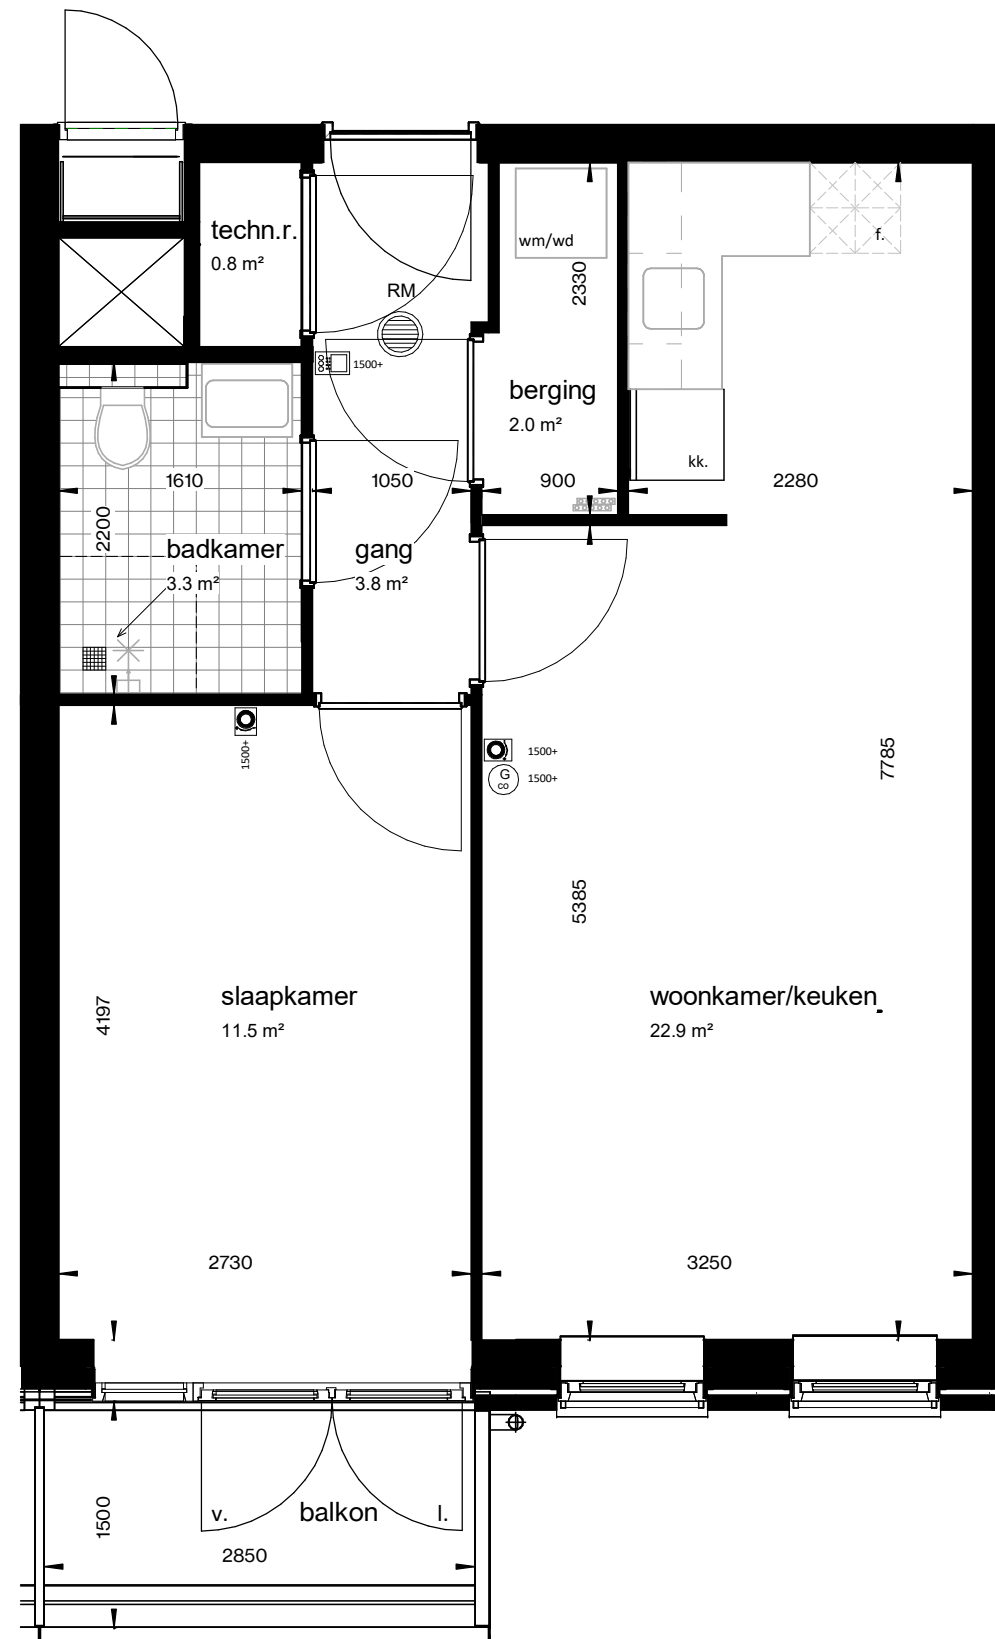 techn.r.
0.8 m²
wm/wd
f.
2330
RM
1500+
berging
2.0 m²
kk.
1610
1050
900
2280
2200
badkamer
3.3 m²
gang
3.8 m²
1500+
1500+
G
co
1500+
7785
5385
4197
slaapkamer
11.5 m²
woonkamer/keuken
22.9 m²
2730
3250
1500
v.
balkon
l.
2850